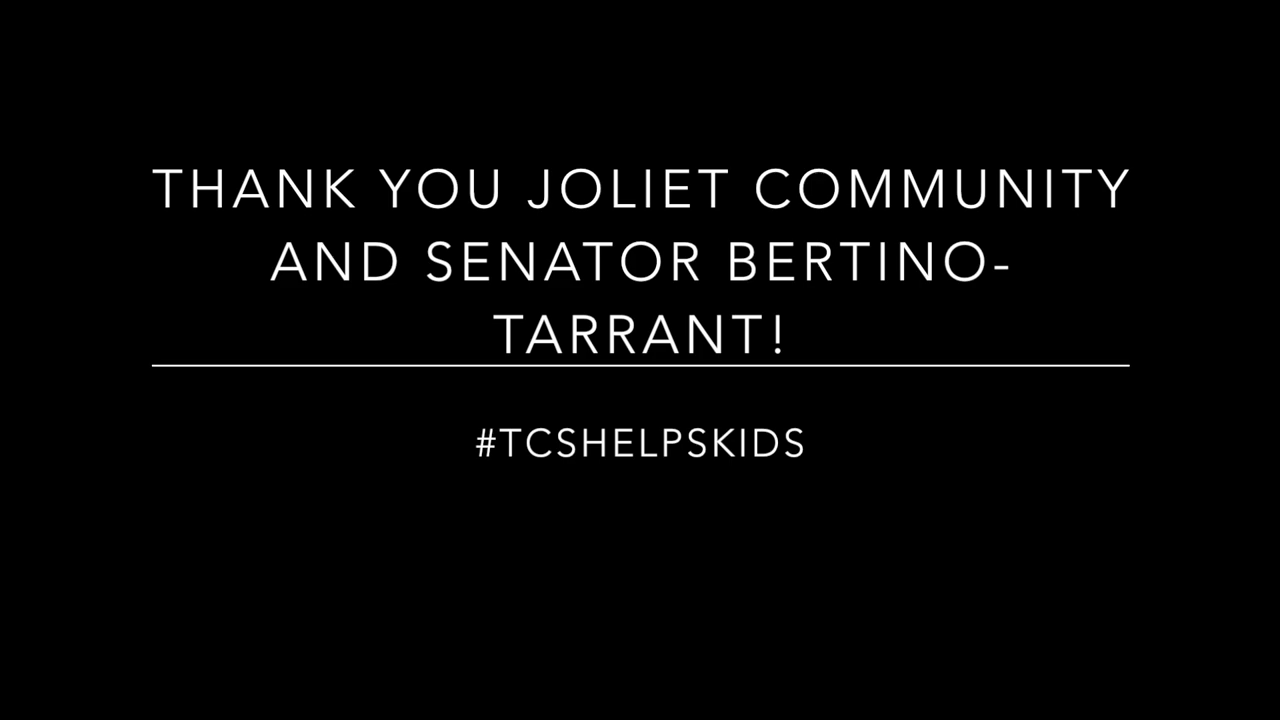 THANK YOU JOLIET COMMUNITY
AND SENATOR BERTINO-
TARRANT!
#TCSHELPSKIDS